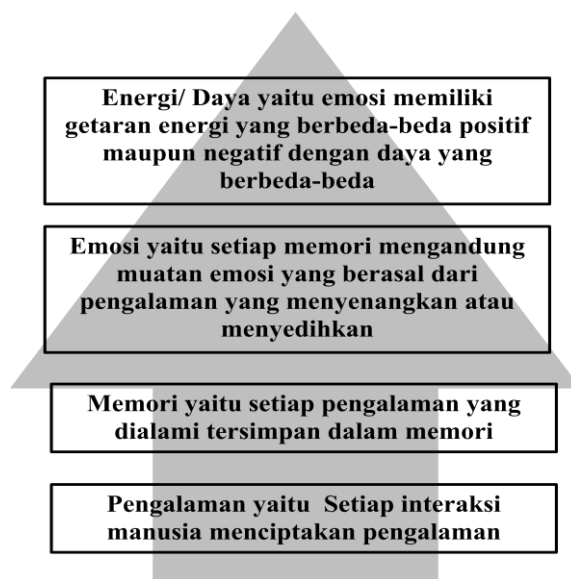 Energi/ Daya yaitu emosi memiliki
getaran energi yang berbeda-beda positif
maupun negatif dengan daya yang
berbeda-beda
Emosi yaitu setiap memori mengandung
muatan emosi yang berasal dari
pengalaman yang menyenangkan atau
menyedihkan
Memori yaitu setiap pengalaman yang
dialami tersimpan dalam memori
Pengalaman yaitu Setiap interaksi
manusia menciptakan pengalaman